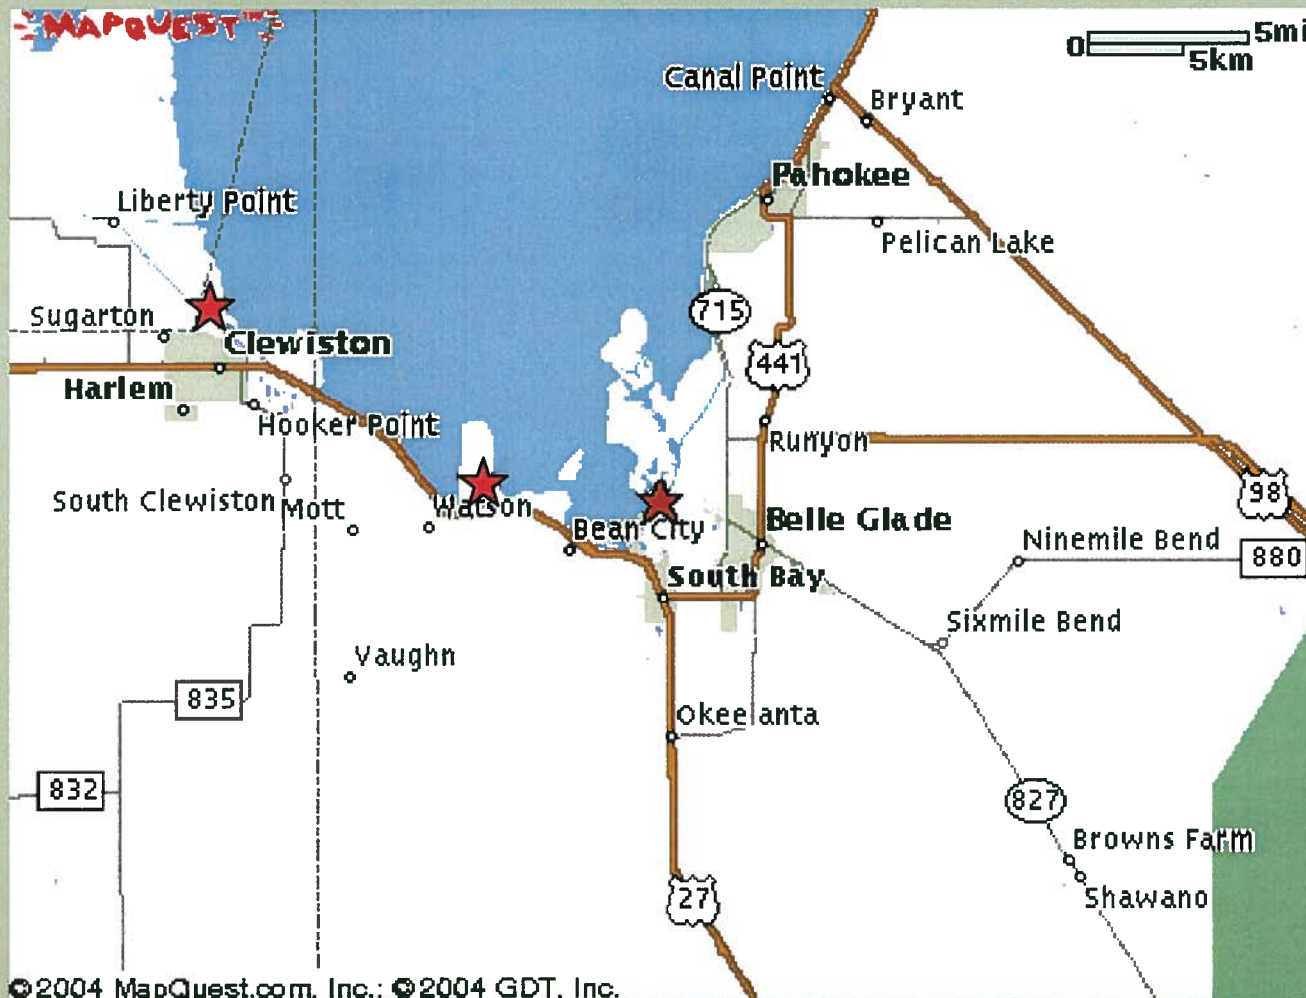 MAPQUEST™
0 5mi
5km
Canal Point
Bryant
Pahokee
Liberty Point
Pelican Lake
Sugarton
715
Clewiston
441
Harlem
Hooker Point
Runyon
South Clewiston
Mott
Watson
98
Bean City
Belle Glade
Ninemile Bend
880
South Bay
Sixmile Bend
Vaughn
835
Okeelanta
832
827
Browns Farm
27
Shawano
©2004 MapQuest.com, Inc.; ©2004 GDT, Inc.